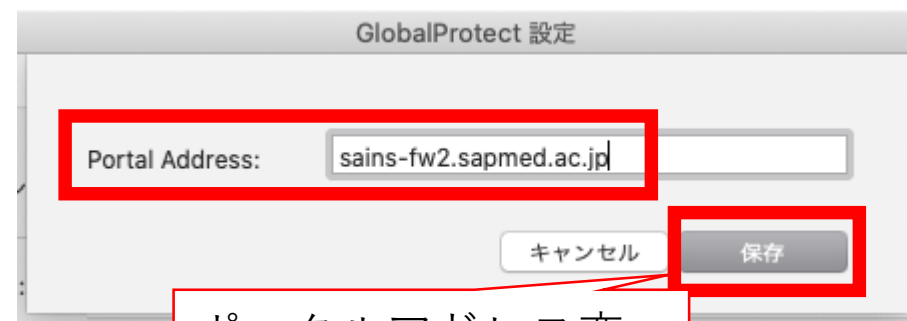 GlobalProtect 設定
Portal Address: sains-fw2.sapmed.ac.jp
キャンセル 保存